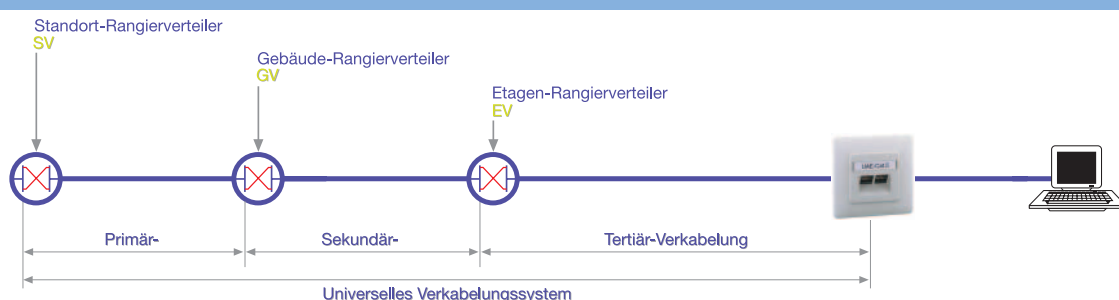 Standort-Rangierverteiler
SV
Gebäude-Rangierverteiler
GV
Etagen-Rangierverteiler
EV
Primär-
Sekundär-
Tertiär-Verkabelung
Universelles Verkabelungssystem